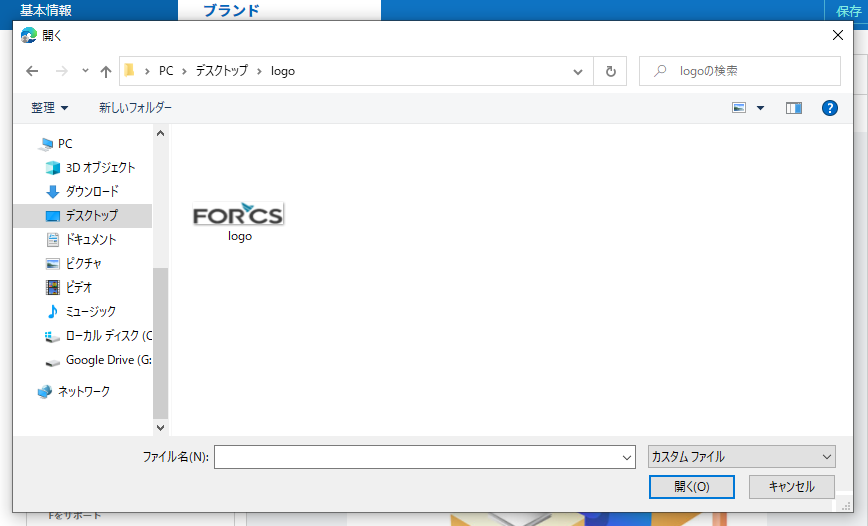 基本情報
ブランド
保存
開く
PC
デスクトップ
logo
logoの検索
整理
新しいフォルダー
PC
3D オブジェクト
ダウンロード
デスクトップ
ドキュメント
ピクチャ
ビデオ
ミュージック
ローカル ディスク (C
Google Drive (G:
ネットワーク
FORCS
logo
ファイル名(N):
カスタム ファイル
開く(O)
キャンセル
ドをサポート